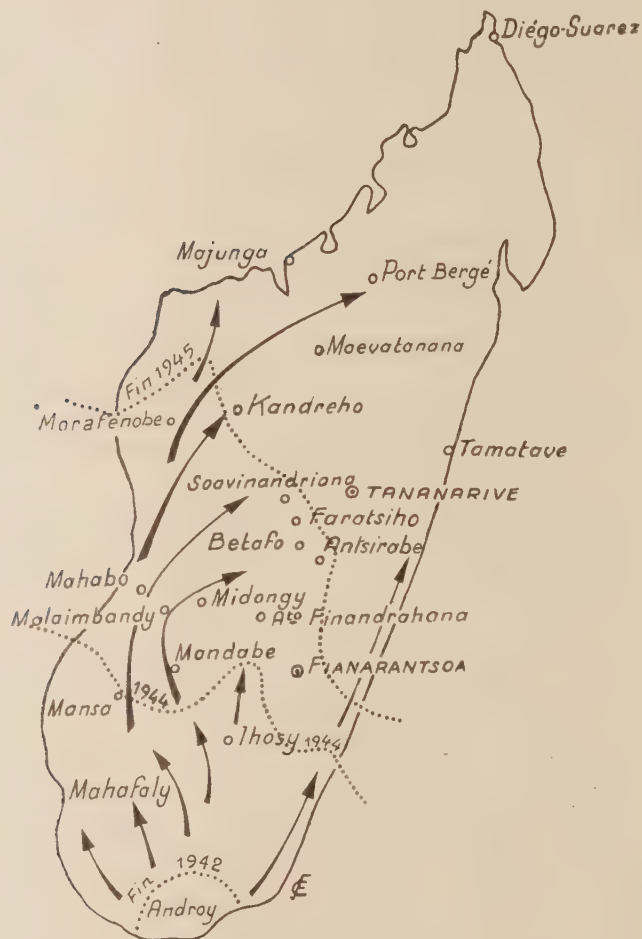 Diégo-Suarez
Majunga
Port Bergé
Maevatanana
Fin 1945
Kandreho
Morafenobe
Tamatave
Soavinandriana
TANANARIVE
Faratsiho
Betafo
Antsirabe
Mahabo
Midongy
Malaimbandy
Ato Finandrahana
Mandabe
FIANARANTSOA
1944
Mansa
Ihosy 1944
Mahafaly
Fin 1942
Androy